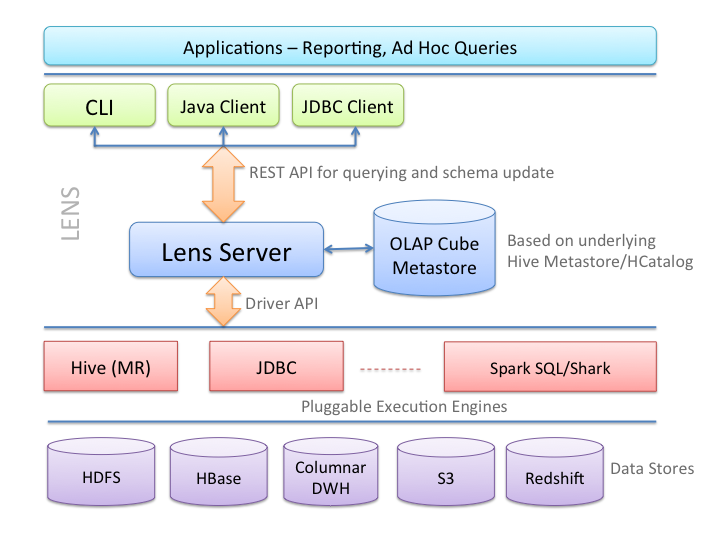 Applications – Reporting, Ad Hoc Queries
CLI
Java Client
JDBC Client
REST API for querying and schema update
LENS
Lens Server
OLAP Cube
Metastore
Based on underlying
Hive Metastore/HCatalog
Driver API
Hive (MR)
JDBC
Spark SQL/Shark
Pluggable Execution Engines
HDFS
HBase
Columnar
DWH
S3
Redshift
Data Stores